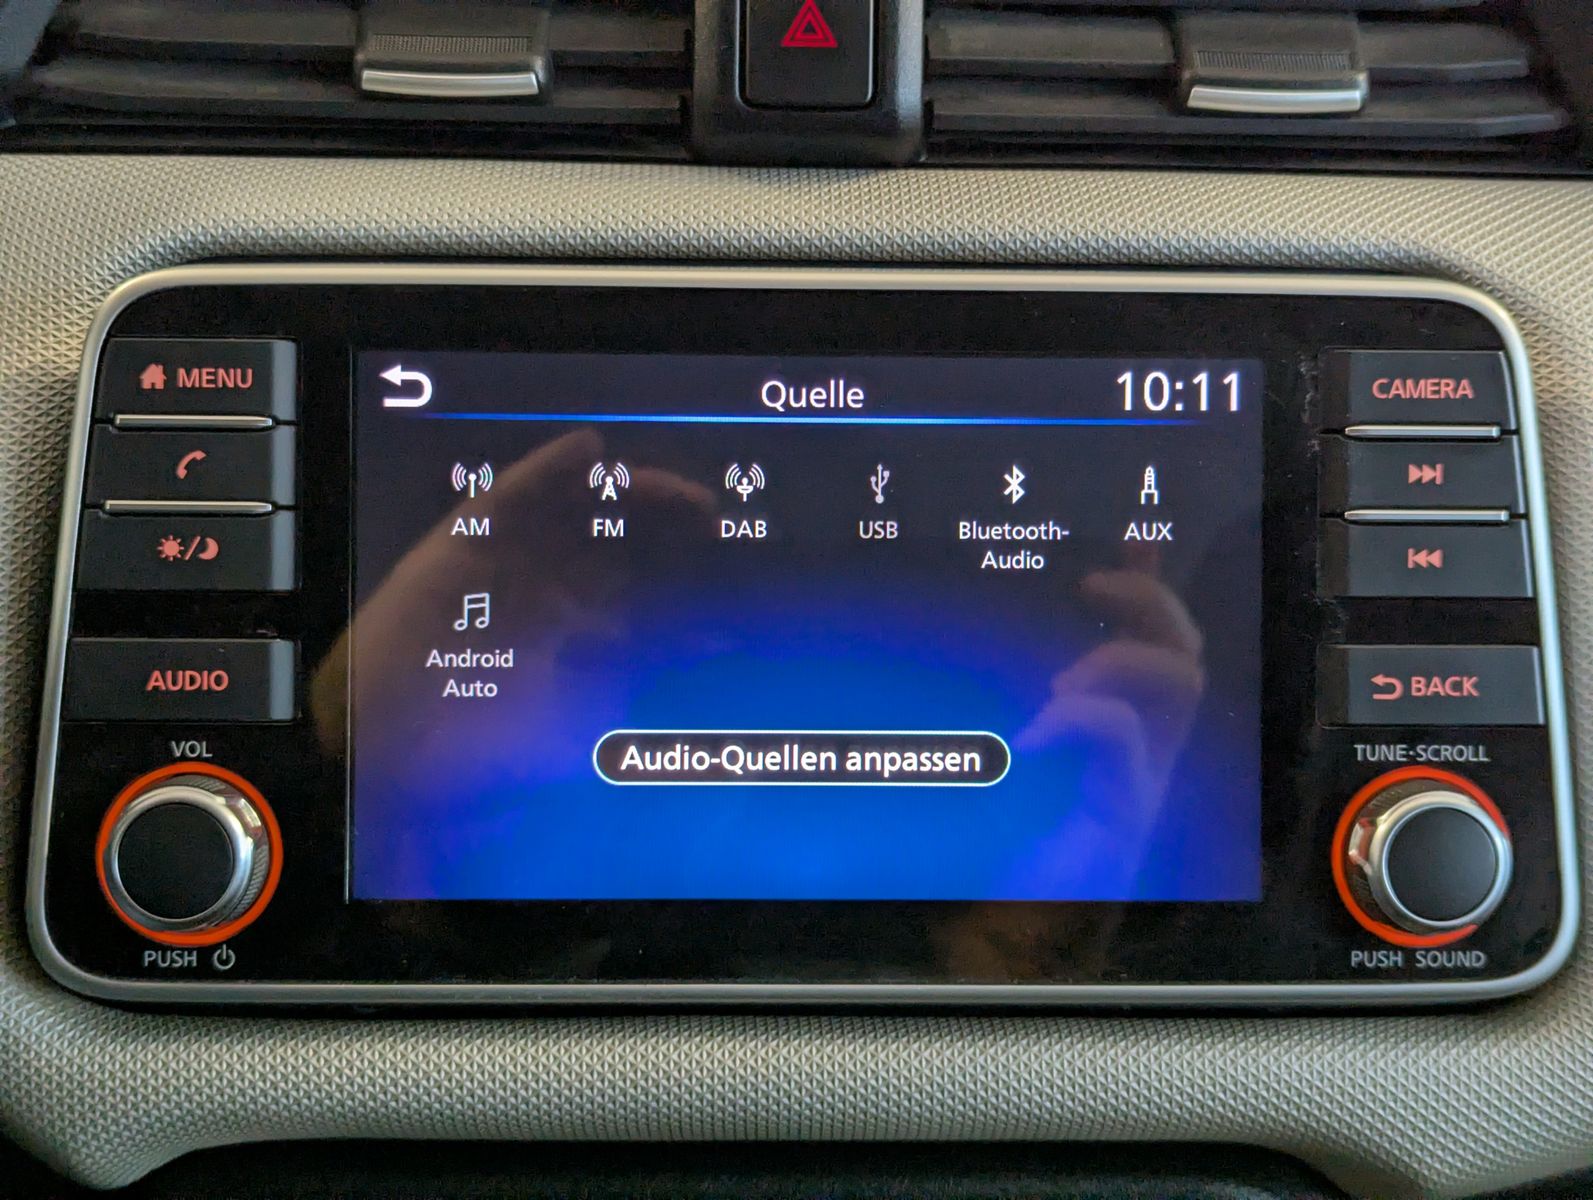 MENU
Quelle
10:11
CAMERA
AM
FM
DAB
USB
Bluetooth-
Audio
AUX
Android
Auto
AUDIO
BACK
Audio-Quellen anpassen
VOL
TUNE·SCROLL
PUSH
PUSH SOUND